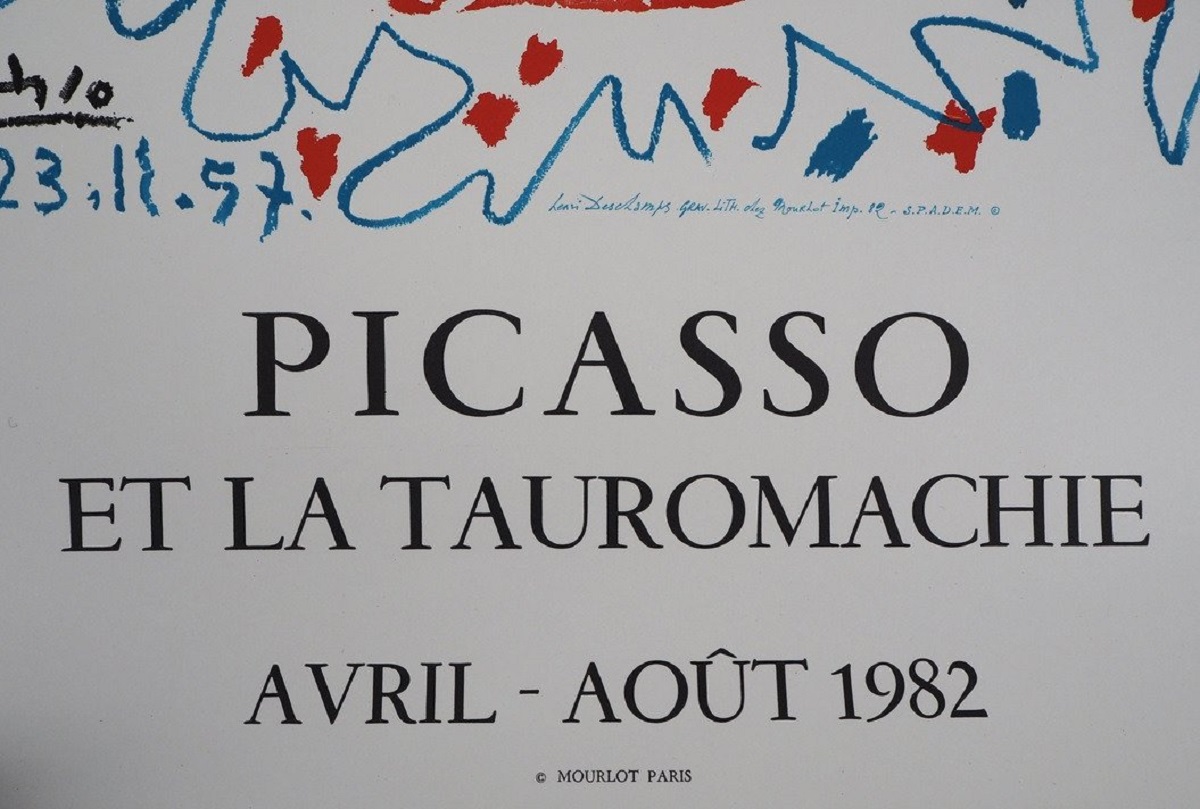 23.11.57.
Henri Deschamps GRAV. LITH. chez Mourlot Imp. 82 - S.P.A.D.E.M. ©
PICASSO
ET LA TAUROMACHIE
AVRIL - AOÛT 1982
© MOURLOT PARIS